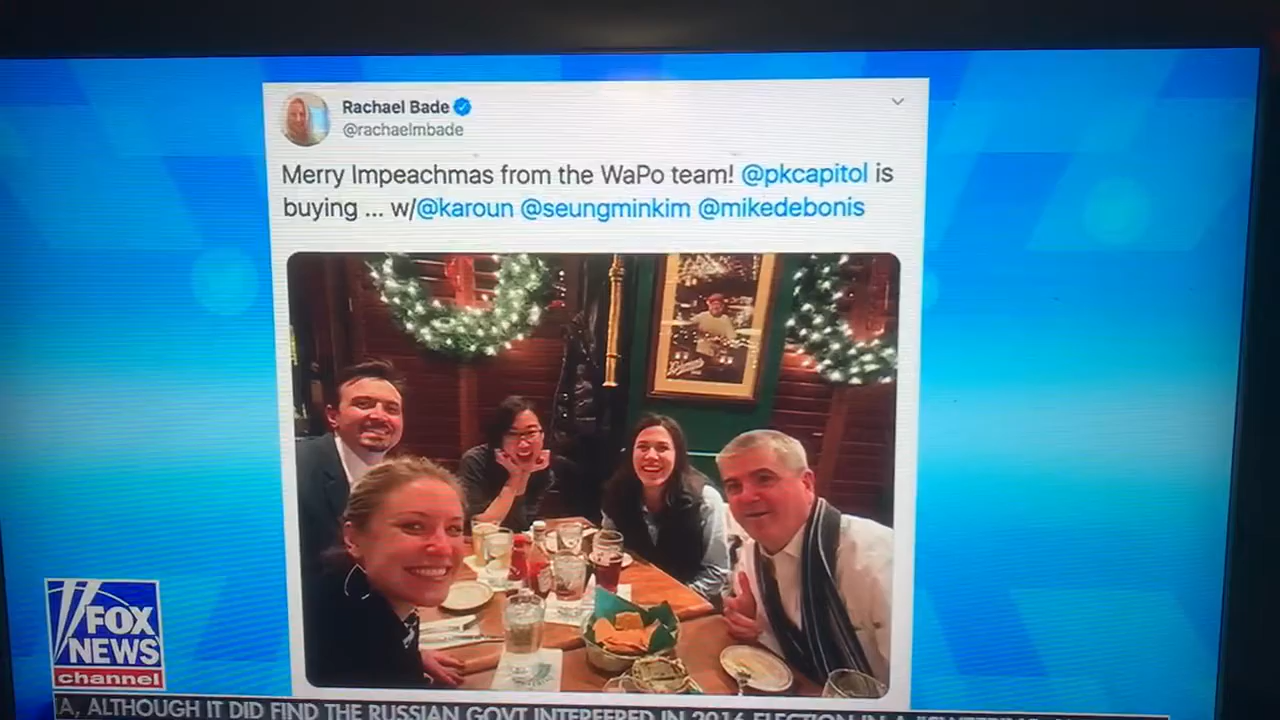 Rachael Bade
@rachaelmbade
Merry Impeachmas from the WaPo team! @pkcapitol is
buying ... w/@karoun @seungminkim @mikedebonis
FOX
NEWS
channel
A, ALTHOUGH IT DID FIND THE RUSSIAN GOVT INTERFERED IN 2016 ELECTION IN A